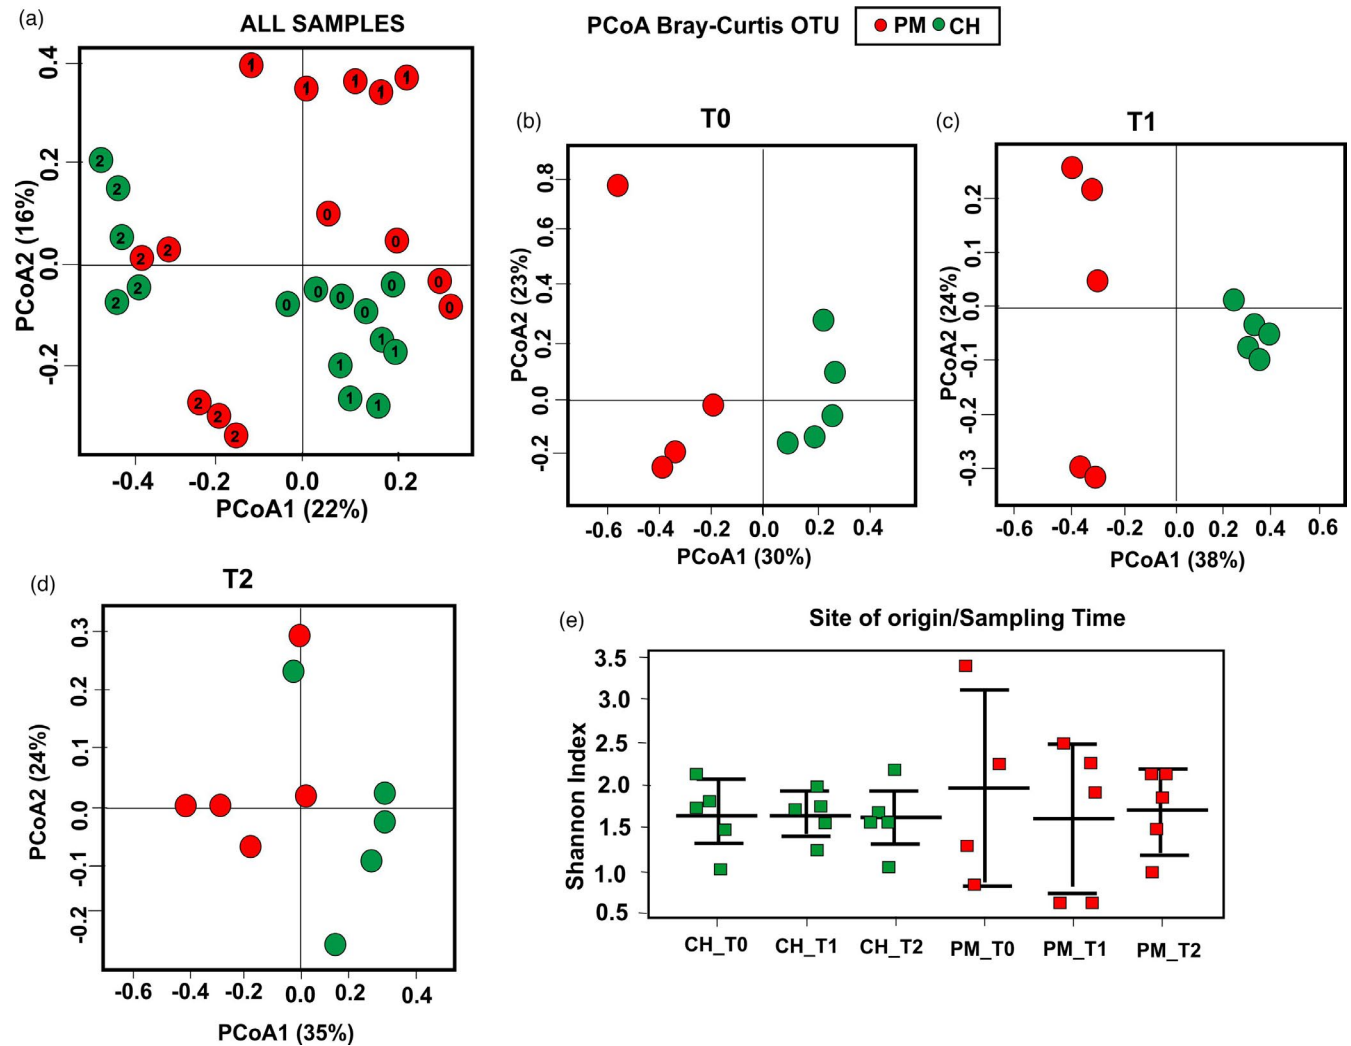 (a)
ALL SAMPLES
PCoA Bray-Curtis OTU
PM CH
0.4
0.2
0.0
-0.2
PCoA2 (16%)
1 1 1 1 1
2 2 2 2 2 2 2
0 0 0 0
0 0 0 0 0
1 1 1 1 1
2 2 2
-0.4 -0.2 0.0 0.2
PCoA1 (22%)
(b)
T0
0.8
0.6
0.4
0.2
0.0
-0.2
PCoA2 (23%)
-0.6 -0.4 -0.2 0.0 0.2 0.4
PCoA1 (30%)
(c)
T1
0.2
0.1
0.0
-0.1
-0.2
-0.3
PCoA2 (24%)
-0.6 -0.4 -0.2 0.0 0.2 0.4 0.6
PCoA1 (38%)
(d)
T2
0.3
0.2
0.1
0.0
-0.1
-0.2
PCoA2 (24%)
-0.6 -0.4 -0.2 0.0 0.2 0.4
PCoA1 (35%)
(e)
Site of origin/Sampling Time
3.5
3.0
2.5
2.0
1.5
1.0
0.5
Shannon Index
CH_T0 CH_T1 CH_T2 PM_T0 PM_T1 PM_T2